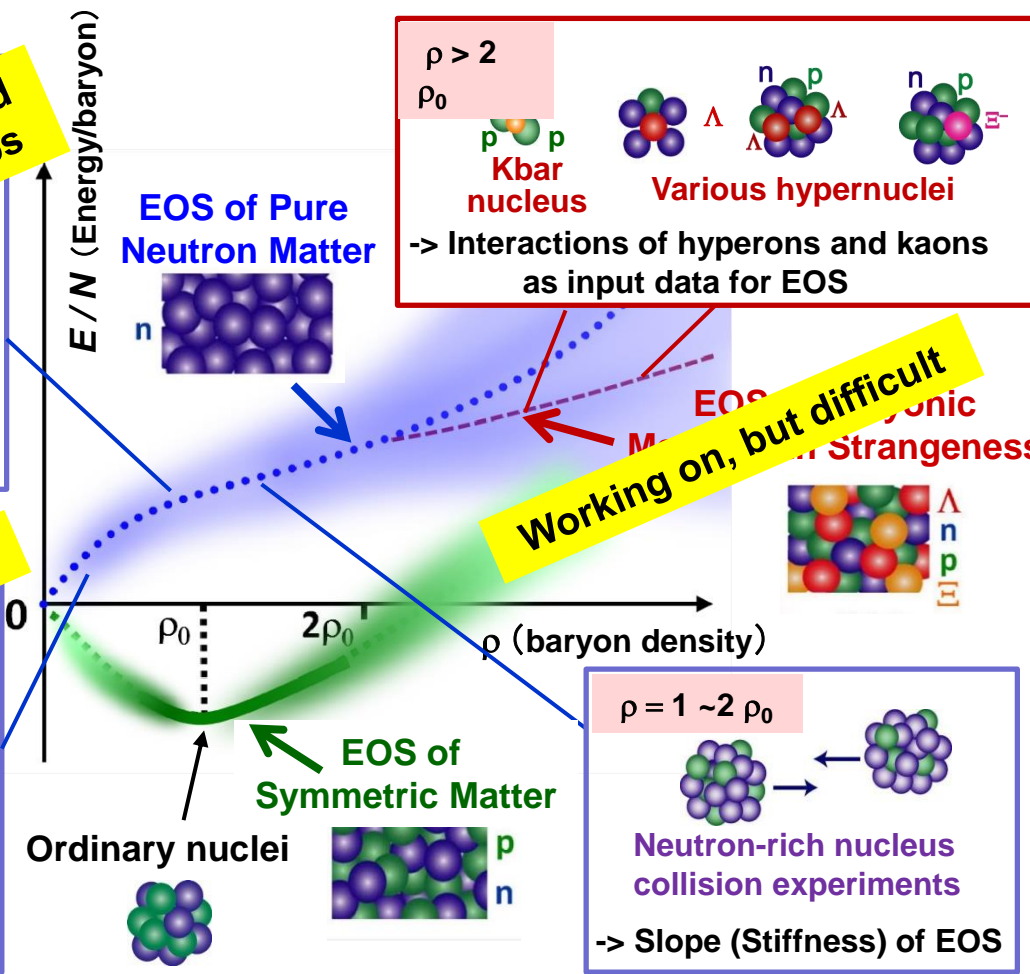 E / N (Energy/baryon)
ρ > 2
ρ₀
p p
Kbar
nucleus
Λ
n p
Λ
Λ
n p
Ξ⁻
Various hypernuclei
-> Interactions of hyperons and kaons
as input data for EOS
EOS of Pure
Neutron Matter
n
Working on, but difficult
EOS
Strangeness
Λ
n
p
Ξ
0
ρ₀
2ρ₀
ρ (baryon density)
EOS of
Symmetric Matter
p
n
Ordinary nuclei
ρ = 1 ~2 ρ₀
Neutron-rich nucleus
collision experiments
-> Slope (Stiffness) of EOS